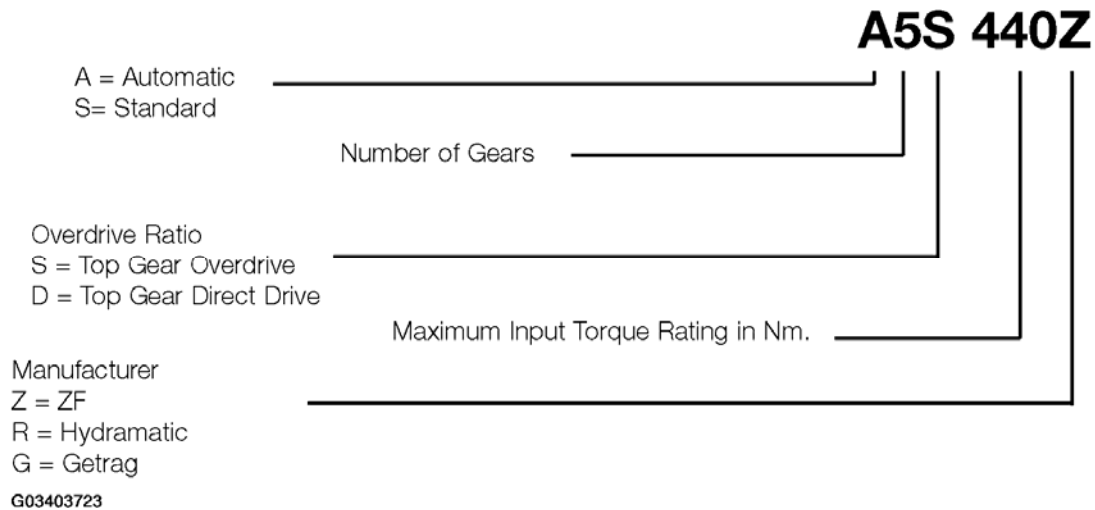 A5S 440Z
A = Automatic
S= Standard
Number of Gears
Overdrive Ratio
S = Top Gear Overdrive
D = Top Gear Direct Drive
Maximum Input Torque Rating in Nm.
Manufacturer
Z = ZF
R = Hydramatic
G = Getrag
G03403723